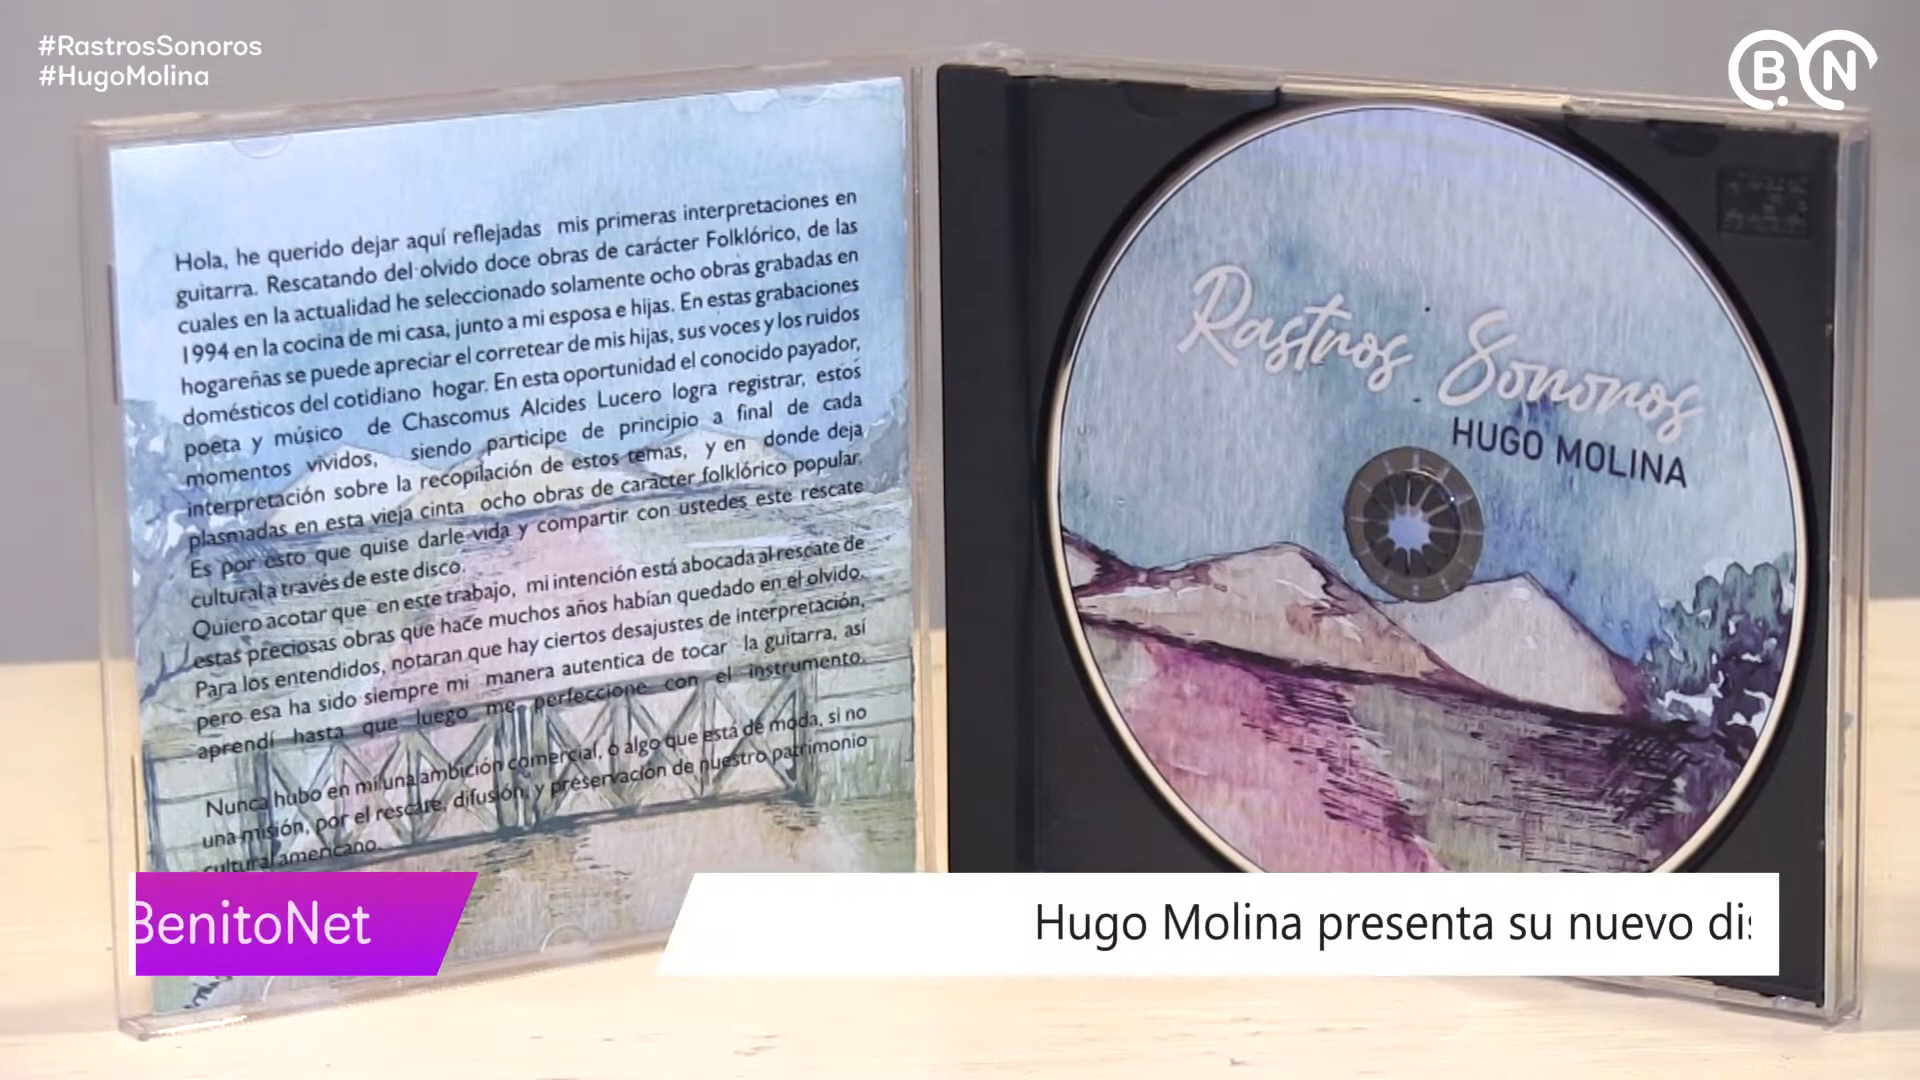 #RastrosSonoros
#HugoMolina
B.N
Hola, he querido dejar aquí reflejadas mis primeras interpretaciones en
guitarra. Rescatando del olvido doce obras de carácter Folklórico, de las
cuales en la actualidad he seleccionado solamente ocho obras grabadas en
1994 en la cocina de mi casa, junto a mi esposa e hijas. En estas grabaciones
hogareñas se puede apreciar el corretear de mis hijas, sus voces y los ruidos
domésticos del cotidiano hogar. En esta oportunidad el conocido payador,
poeta y músico de Chascomus Alcides Lucero logra registrar, estos
momentos vividos, siendo participe de principio a final de cada
interpretación sobre la recopilación de estos temas, y en donde deja
plasmadas en esta vieja cinta ocho obras de carácter folklórico popular.
Es por esto que quise darle vida y compartir con ustedes este rescate
cultural a través de este disco.
Quiero acotar que en este trabajo, mi intención está abocada al rescate de
estas preciosas obras que hace muchos años habían quedado en el olvido.
Para los entendidos, notaran que hay ciertos desajustes de interpretación,
pero esa ha sido siempre mi manera autentica de tocar la guitarra, así
aprendí hasta que luego me perfeccione con el instrumento.
Nunca hubo en mi una ambición comercial, o algo que está de moda, si no
una misión, por el rescate, difusión, y preservación de nuestro patrimonio
cultural americano.
Rastros Sonoros
HUGO MOLINA
BenitoNet
Hugo Molina presenta su nuevo dis